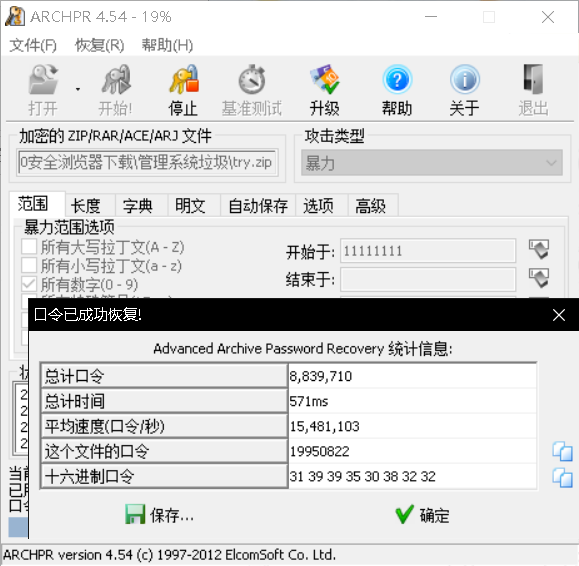 ARCHPR 4.54 - 19%
文件(F) 恢复(R) 帮助(H)
打开 开始! 停止 基准测试 升级 帮助 关于 退出
加密的 ZIP/RAR/ACE/ARJ 文件 攻击类型
0安全浏览器下载\管理系统垃圾\try.zip 暴力
范围 长度 字典 明文 自动保存 选项 高级
暴力范围选项
所有大写拉丁文(A - Z)
所有小写拉丁文(a - z)
所有数字(0 - 9)
开始于: 11111111
结束于:
口令已成功恢复!
Advanced Archive Password Recovery 统计信息:
总计口令 8,839,710
总计时间 571ms
平均速度(口令/秒) 15,481,103
这个文件的口令 19950822
十六进制口令 31 39 39 35 30 38 32 32
保存... 确定
ARCHPR version 4.54 (c) 1997-2012 ElcomSoft Co. Ltd.